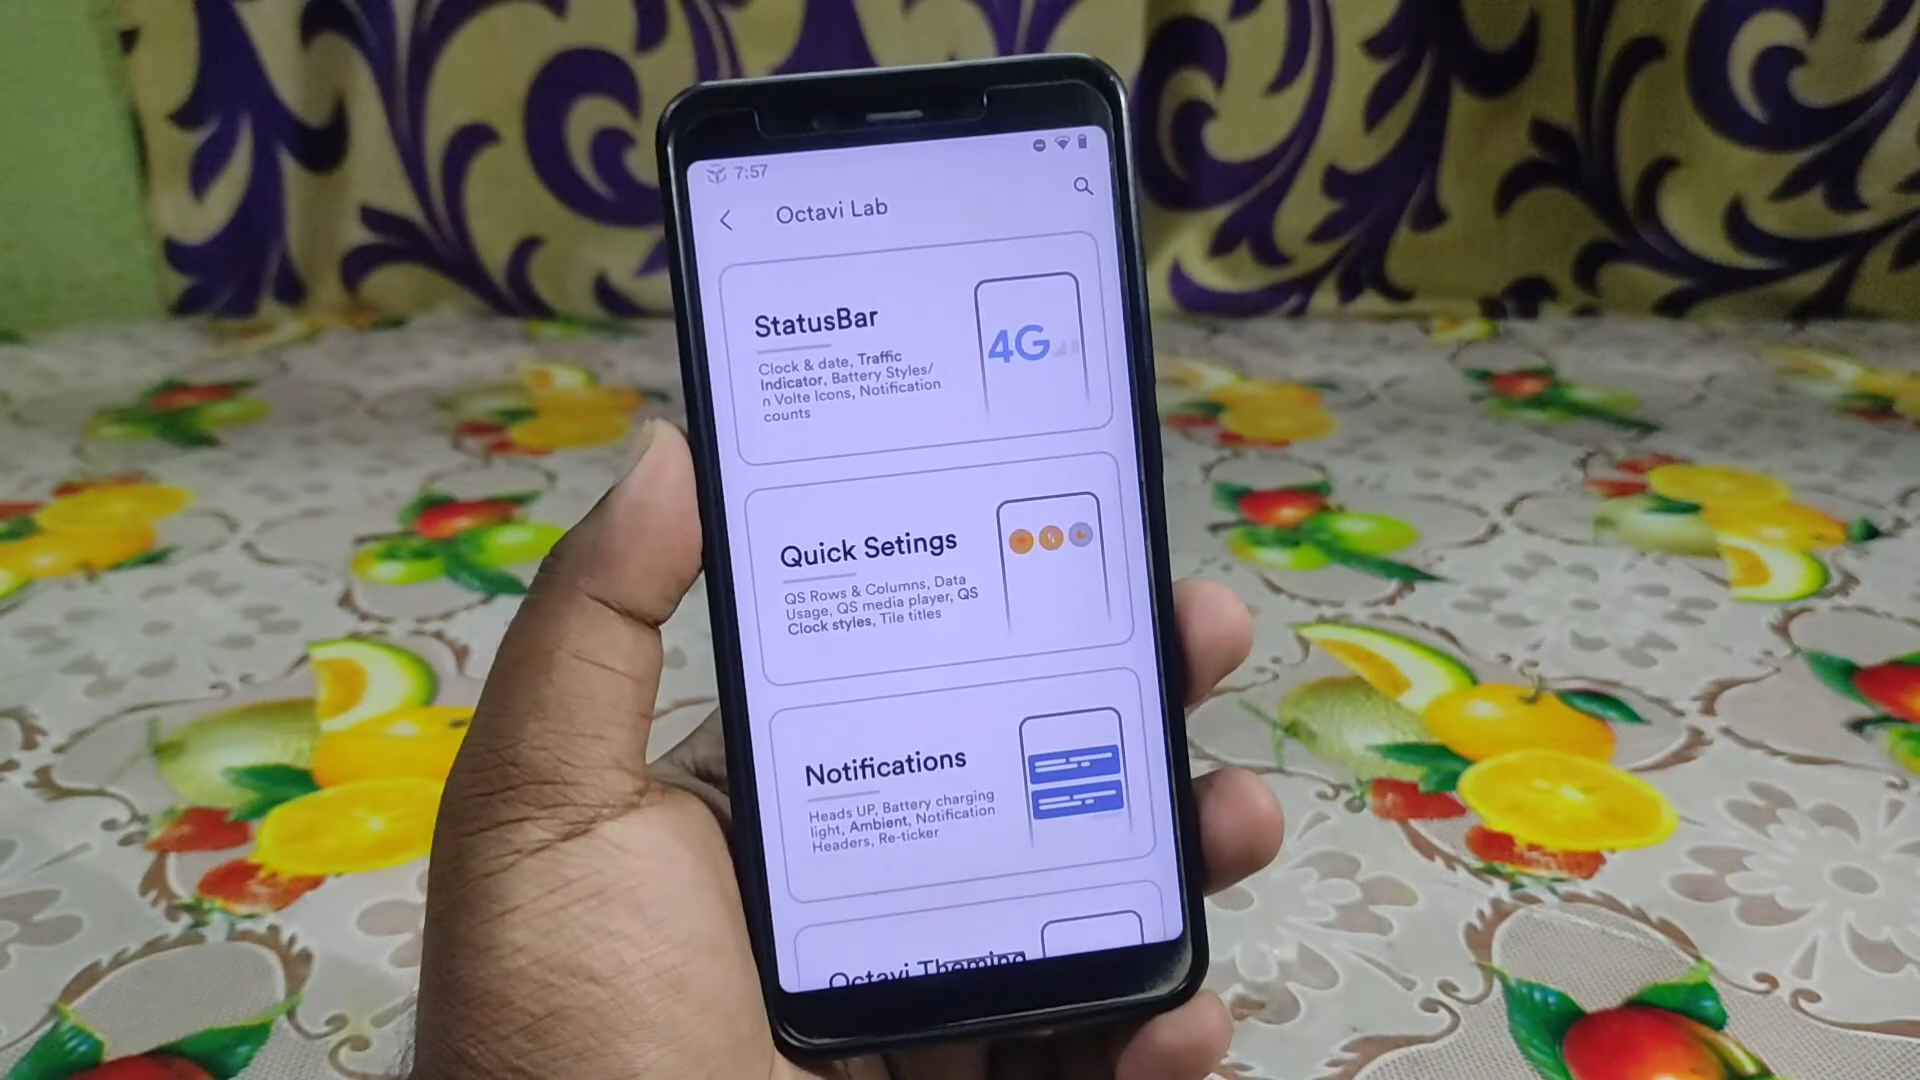 7:57
Octavi Lab
StatusBar
Clock & date, Traffic
Indicator, Battery Styles/
n Volte Icons, Notification
counts
4G
Quick Setings
QS Rows & Columns, Data
Usage, QS media player, QS
Clock styles, Tile titles
Notifications
Heads UP, Battery charging
light, Ambient, Notification
Headers, Re-ticker
Octavi Theming